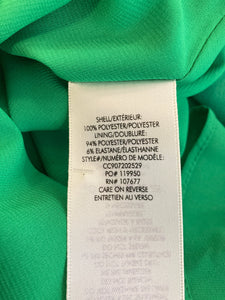 SHELL/EXTÉRIEUR:
100% POLYESTER/POLYESTER
LINING/DOUBLURE:
94% POLYESTER/POLYESTER
6% ELASTANE/ÉLASTHANNE
STYLE#/NUMÉRO DE MODÈLE:
CC907202529
PO# 119950
RN# 107677
CARE ON REVERSE
ENTRETIEN AU VERSO